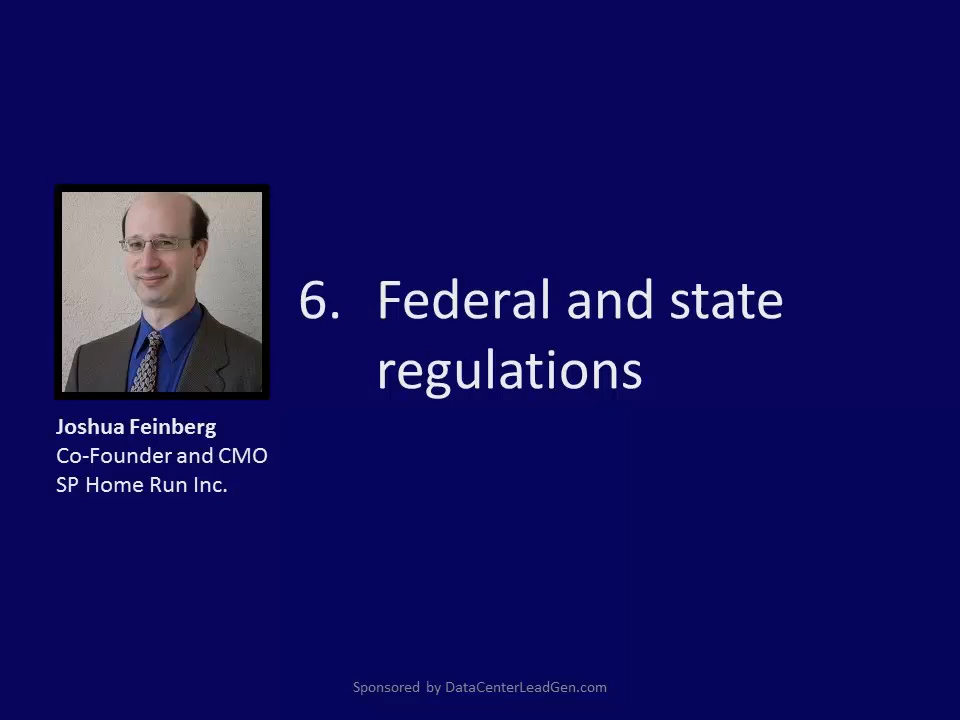 6. Federal and state
regulations
Joshua Feinberg
Co-Founder and CMO
SP Home Run Inc.
Sponsored by DataCenterLeadGen.com